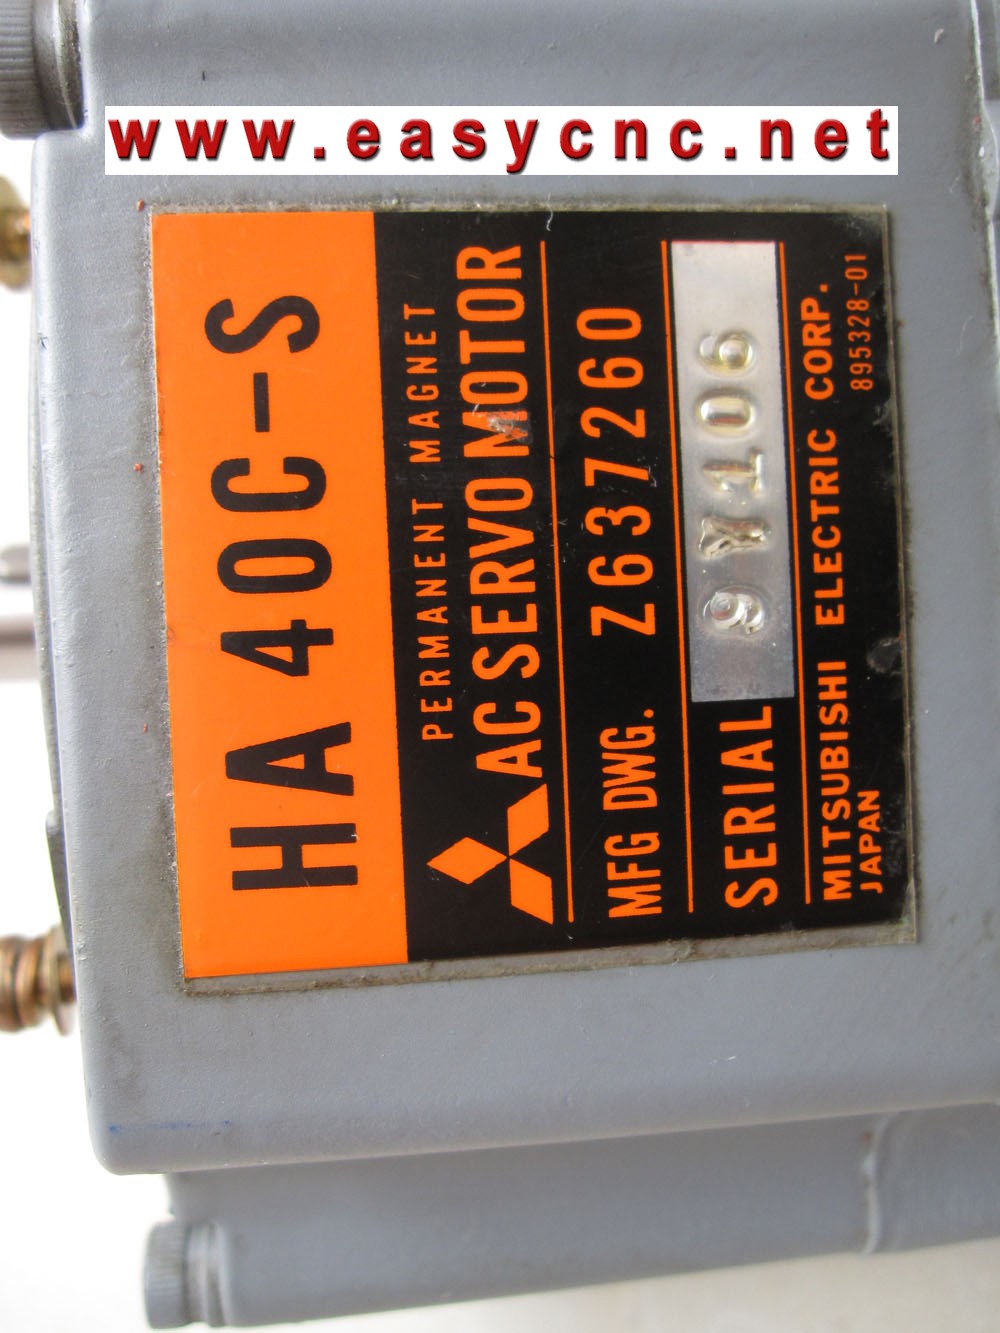 www.easycnc.net
HA 40C-S
PERMANENT MAGNET
AC SERVO MOTOR
MFG DWG. Z637260
SERIAL 9Y106
MITSUBISHI ELECTRIC CORP.
JAPAN 895328-01